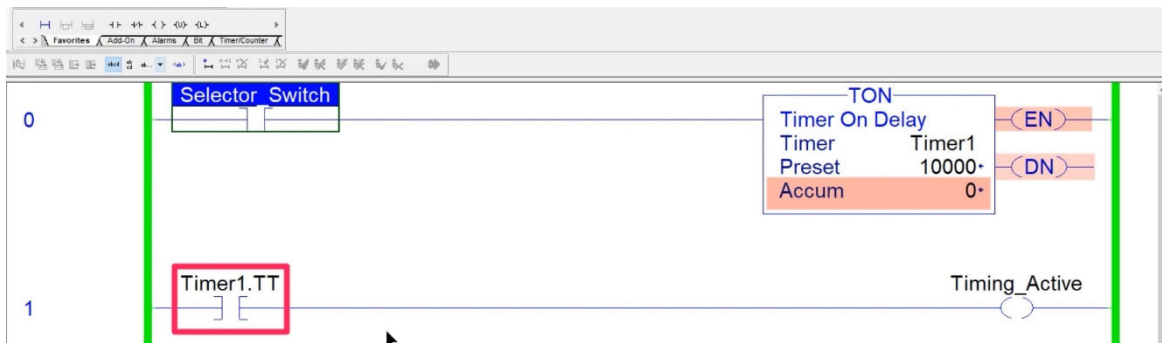 Favorites Add-On Alarms Bit Timer/Counter
0
Selector_Switch
TON
Timer On Delay
Timer Timer1
Preset 10000
Accum 0
EN
DN
1
Timer1.TT
Timing_Active